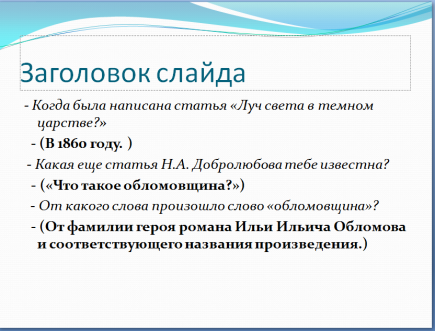 Заголовок слайда
- Когда была написана статья «Луч света в темном
царстве?»
- (В 1860 году. )
- Какая еще статья Н.А. Добролюбова тебе известна?
- («Что такое обломовщина?»)
- От какого слова произошло слово «обломовщина»?
- (От фамилии героя романа Ильи Ильича Обломова
и соответствующего названия произведения.)